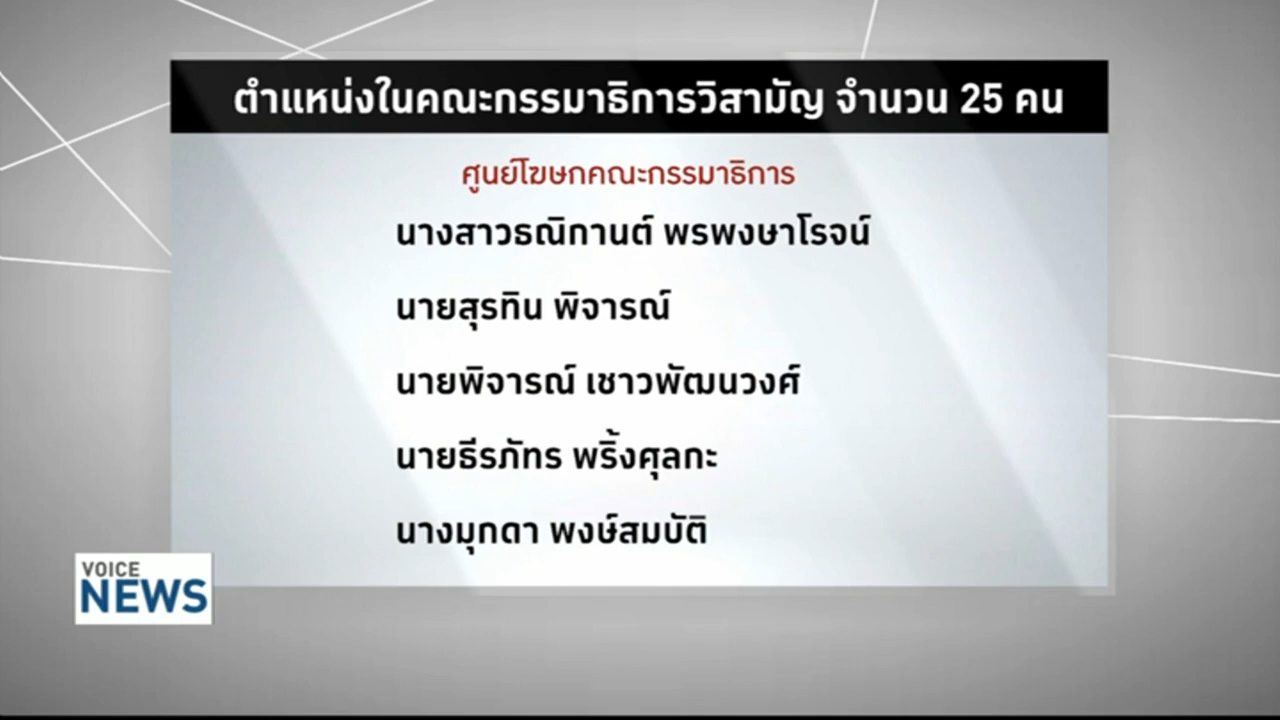 ตำแหน่งในคณะกรรมาธิการวิสามัญ จำนวน 25 คน
ศูนย์โฆษกคณะกรรมาธิการ
นางสาวธณิกานต์ พรพงษาโรจน์
นายสุรทิน พิจารณ์
นายพิจารณ์ เชาวพัฒนวงศ์
นายธีรภัทร พริ้งศุลกะ
นางมุกดา พงษ์สมบัติ
VOICE
NEWS